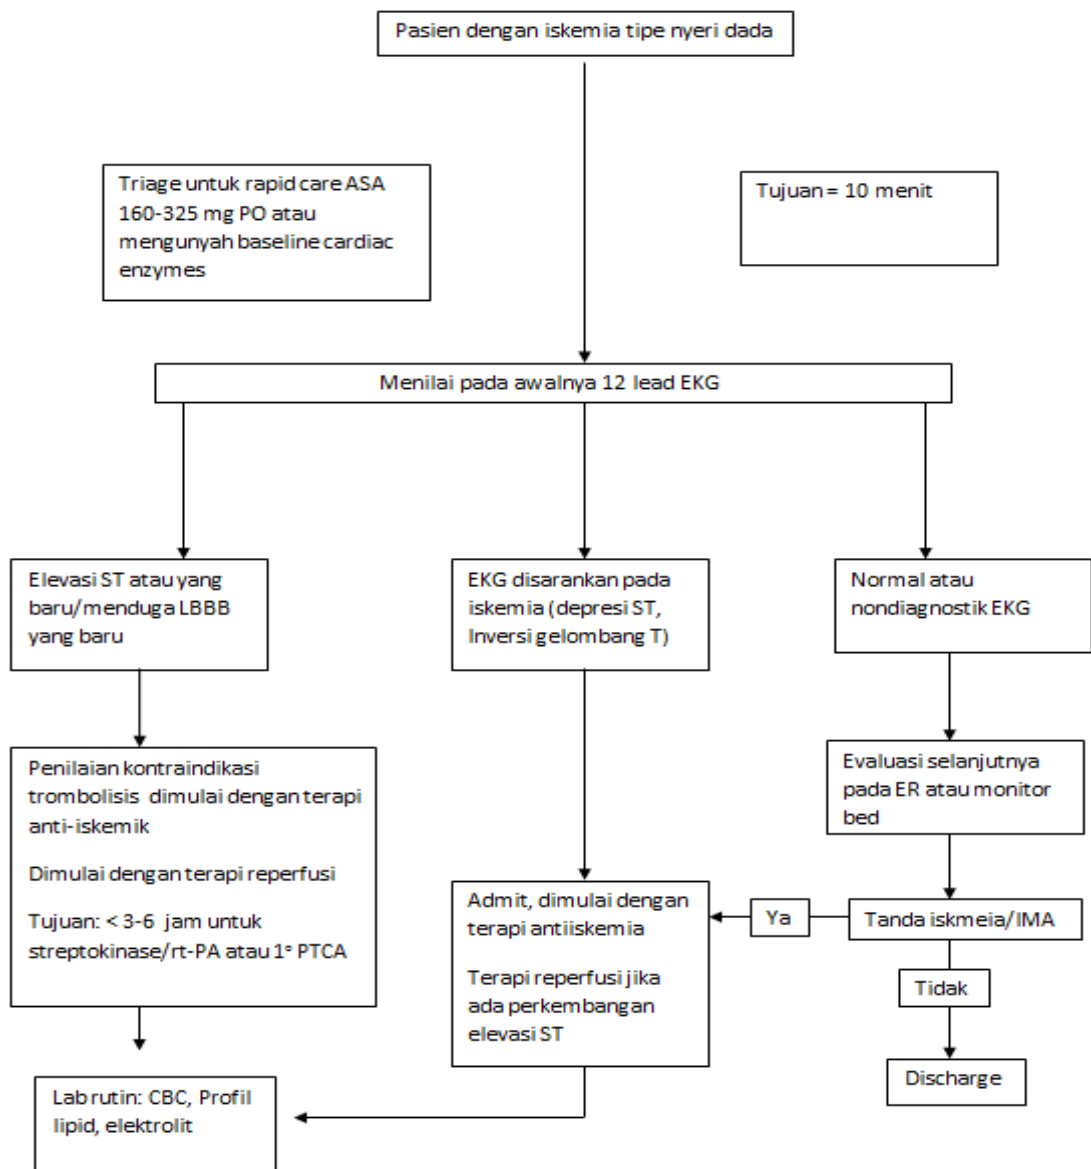 Pasien dengan iskemia tipe nyeri dada
Triage untuk rapid care ASA
160-325 mg PO atau
mengunyah baseline cardiac
enzymes
Tujuan = 10 menit
Menilai pada awalnya 12 lead EKG
Elevasi ST atau yang
baru/menduga LBBB
yang baru
EKG disarankan pada
iskemia (depresi ST,
Inversi gelombang T)
Normal atau
nondiagnostik EKG
Penilaian kontraindikasi
trombolisis dimulai dengan terapi
anti-iskemik
Dimulai dengan terapi reperfusi
Tujuan: < 3-6 jam untuk
streptokinase/rt-PA atau 1° PTCA
Evaluasi selanjutnya
pada ER atau monitor
bed
Admit, dimulai dengan
terapi antiiskemia
Terapi reperfusi jika
ada perkembangan
elevasi ST
Ya
Tanda iskmeia/IMA
Tidak
Discharge
Lab rutin: CBC, Profil
lipid, elektrolit